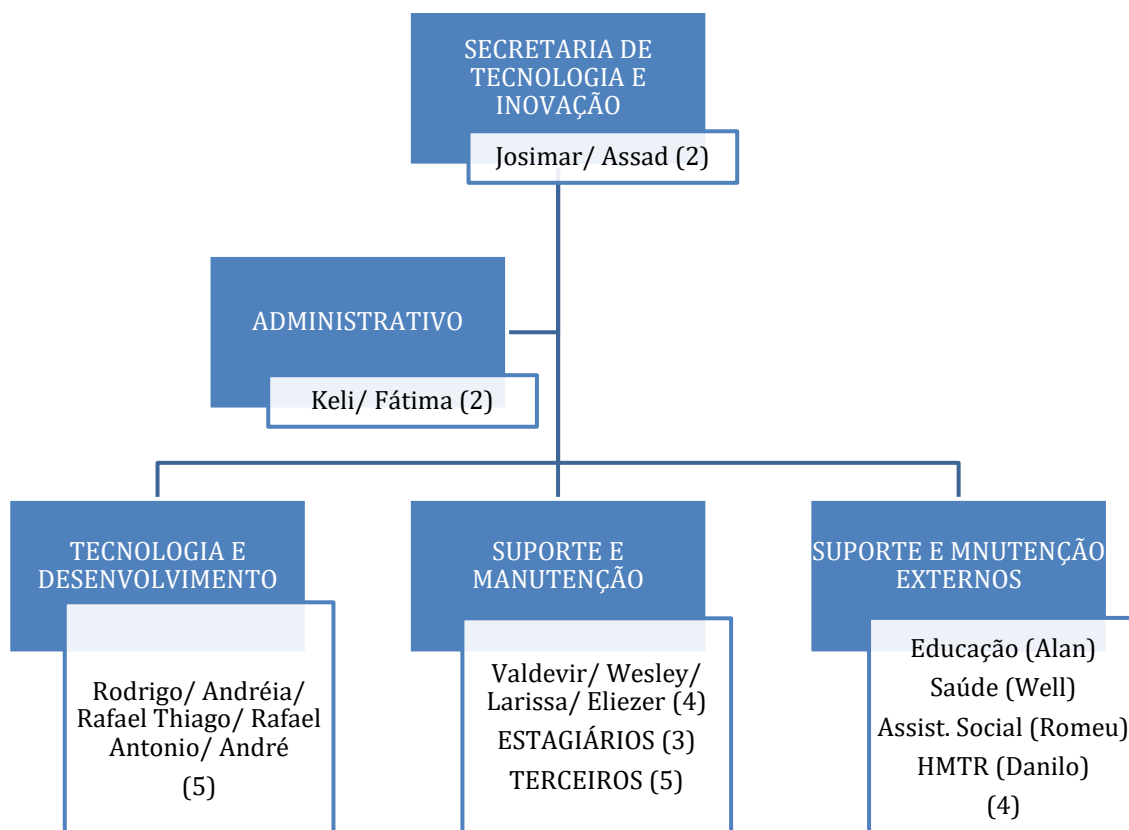 SECRETARIA DE
TECNOLOGIA E
INOVAÇÃO
Josimar/ Assad (2)
ADMINISTRATIVO
Keli/ Fátima (2)
TECNOLOGIA E
DESENVOLVIMENTO
Rodrigo/ Andréia/
Rafael Thiago/ Rafael
Antonio/ André
(5)
SUPORTE E
MANUTENÇÃO
Valdevir/ Wesley/
Larissa/ Eliezer (4)
ESTAGIÁRIOS (3)
TERCEIROS (5)
SUPORTE E MNUTENÇÃO
EXTERNOS
Educação (Alan)
Saúde (Well)
Assist. Social (Romeu)
HMTR (Danilo)
(4)